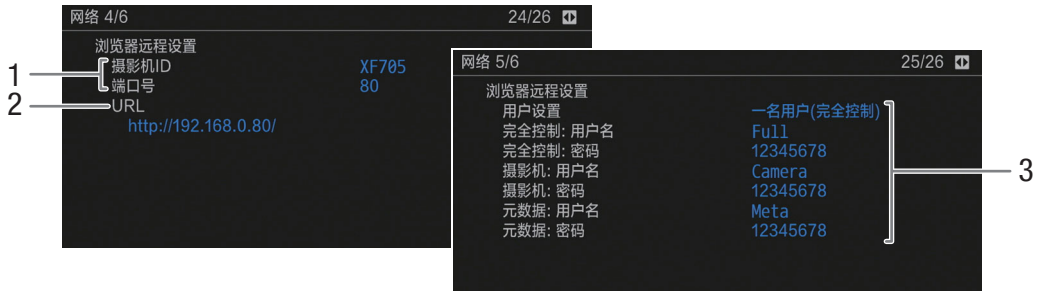 网络 4/6 24/26
浏览器远程设置
1 摄影机ID XF705
端口号 80
2 URL
http://192.168.0.80/
网络 5/6 25/26
浏览器远程设置
用户设置 一名用户(完全控制)
完全控制: 用户名 Full
完全控制: 密码 12345678
摄影机: 用户名 Camera
3
摄影机: 密码 12345678
元数据: 用户名 Meta
元数据: 密码 12345678